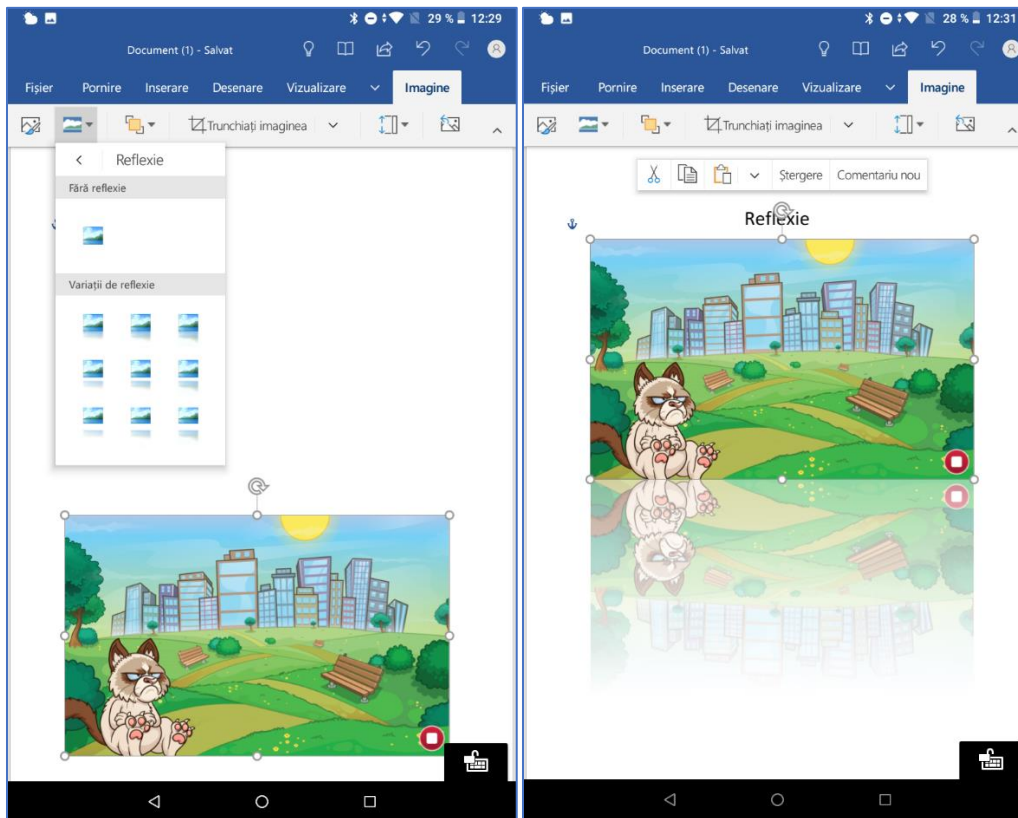 29 % 12:29
Document (1) - Salvat
Fișier Pornire Inserare Desenare Vizualizare Imagine
Trunchiați imaginea
Reflexie
Fără reflexie
Variații de reflexie
28 % 12:31
Document (1) - Salvat
Fișier Pornire Inserare Desenare Vizualizare Imagine
Trunchiați imaginea
Ștergere Comentariu nou
Reflexie